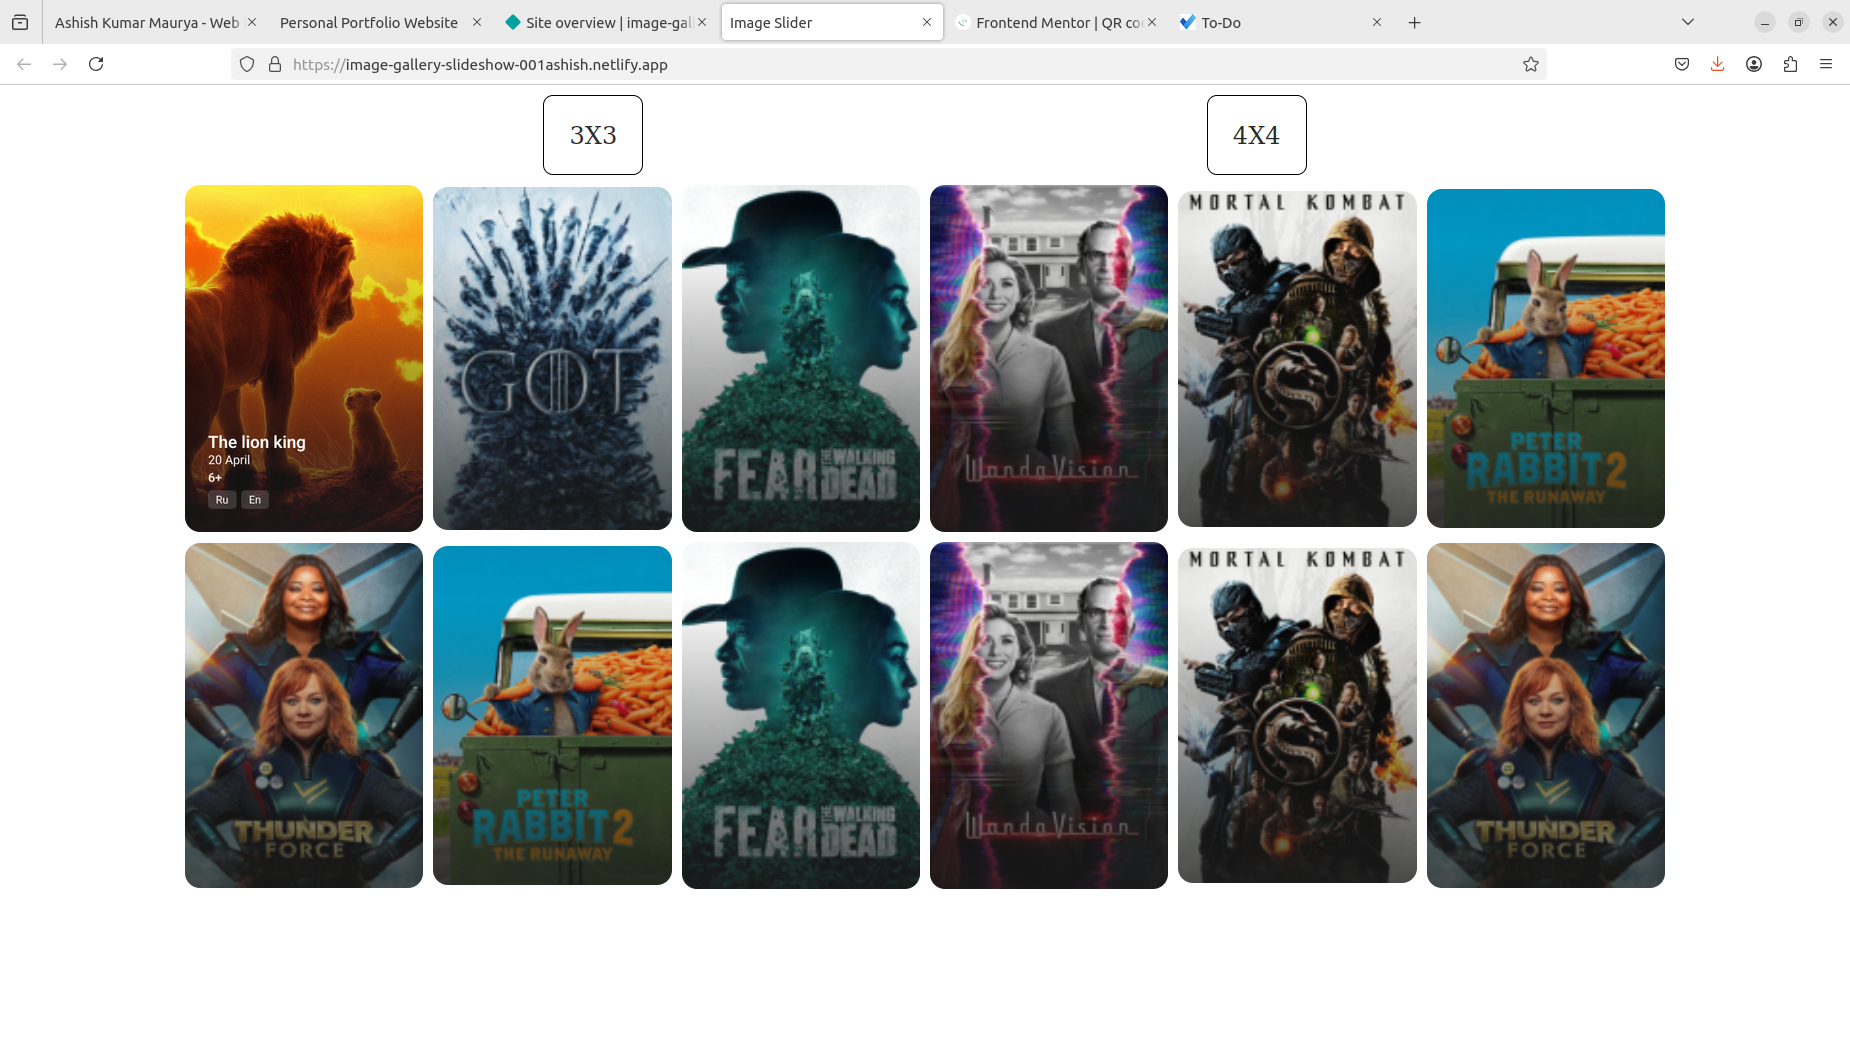 Ashish Kumar Maurya - Web
Personal Portfolio Website
Site overview | image-gal
Image Slider
Frontend Mentor | QR co
To-Do
https://image-gallery-slideshow-001ashish.netlify.app
3X3
4X4
The lion king
20 April
6+
Ru En
GOT
FEAR THE WALKING DEAD
WandaVision
MORTAL KOMBAT
PETER
RABBIT 2
THE RUNAWAY
THUNDER
FORCE
PETER
RABBIT 2
THE RUNAWAY
FEAR THE WALKING DEAD
WandaVision
MORTAL KOMBAT
THUNDER
FORCE